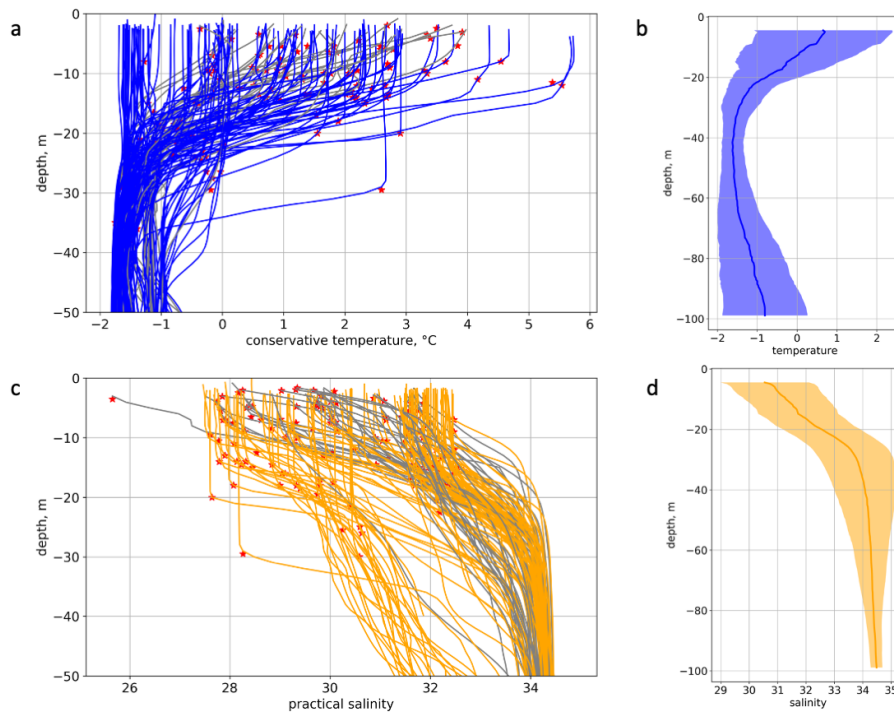 a
0
−10
−20
−30
−40
−50
depth, m
−2 −1 0 1 2 3 4 5 6
conservative temperature, °C
b
0
−20
−40
−60
−80
−100
depth, m
−2 −1 0 1 2
temperature
c
0
−10
−20
−30
−40
−50
depth, m
26 28 30 32 34
practical salinity
d
0
−20
−40
−60
−80
−100
depth, m
29 30 31 32 33 34 35
salinity